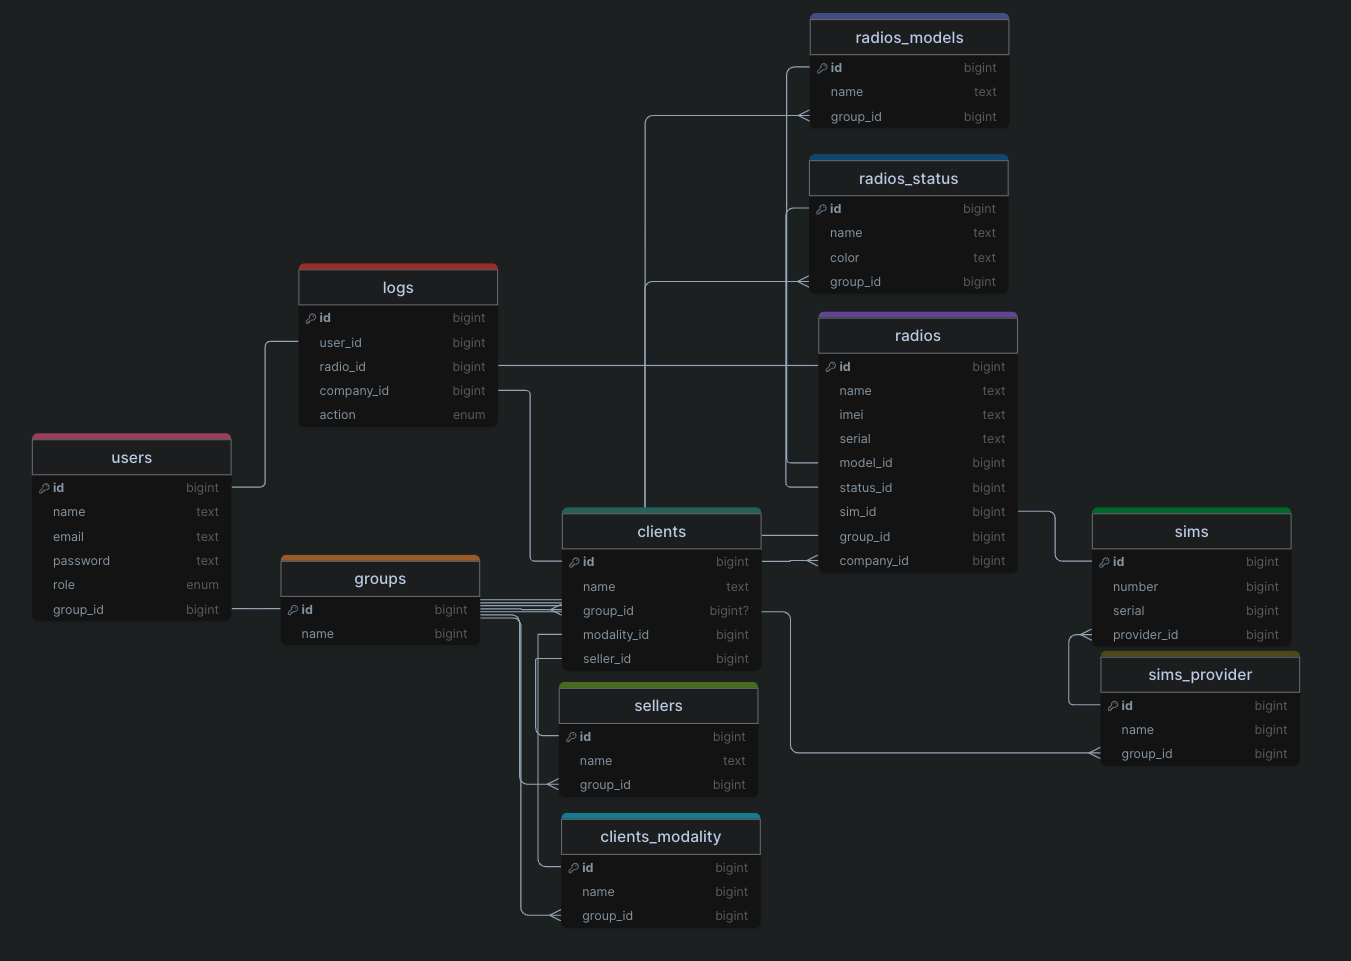 radios_models
id bigint
name text
group_id bigint
radios_status
id bigint
name text
color text
group_id bigint
logs
id bigint
user_id bigint
radio_id bigint
company_id bigint
action enum
radios
id bigint
name text
imei text
serial text
model_id bigint
status_id bigint
sim_id bigint
group_id bigint
company_id bigint
users
id bigint
name text
email text
password text
role enum
group_id bigint
groups
id bigint
name bigint
clients
id bigint
name text
group_id bigint?
modality_id bigint
seller_id bigint
sims
id bigint
number bigint
serial bigint
provider_id bigint
sims_provider
id bigint
name bigint
group_id bigint
sellers
id bigint
name text
group_id bigint
clients_modality
id bigint
name bigint
group_id bigint